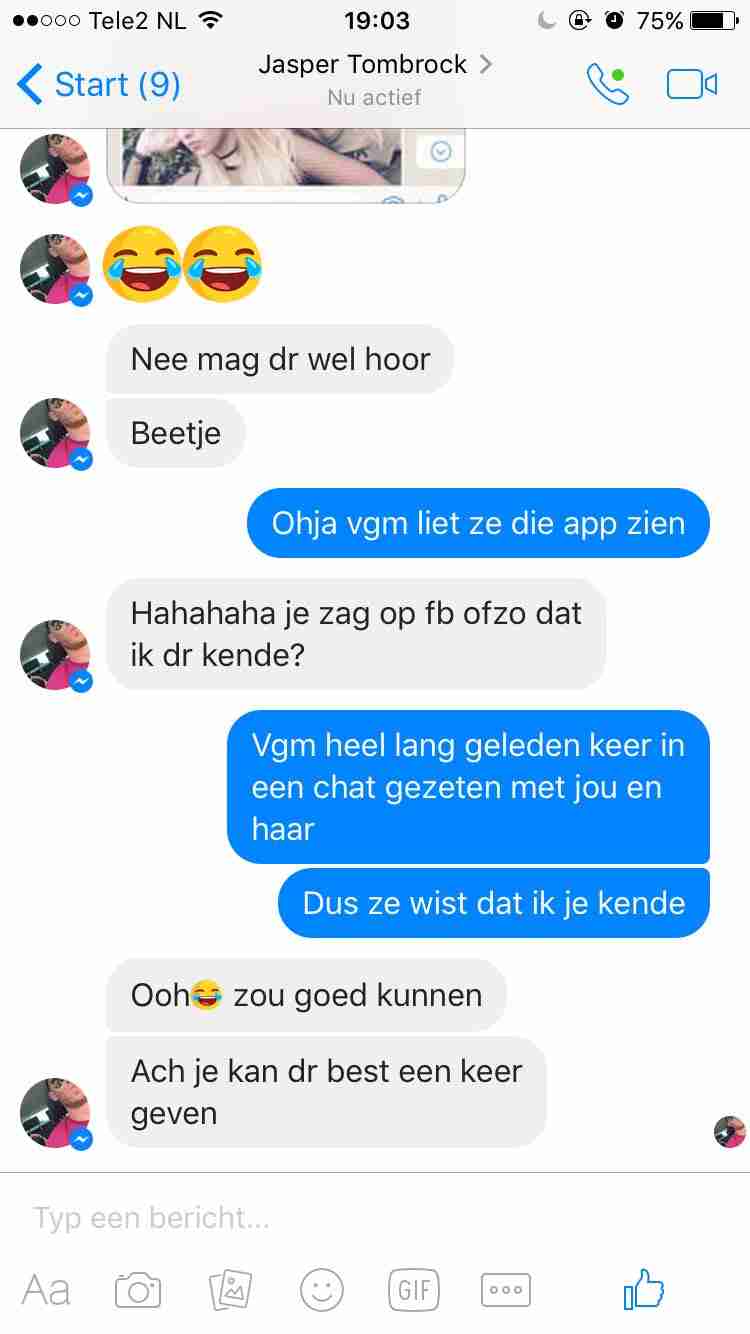 Tele2 NL 19:03 75%
Start (9) Jasper Tombrock
Nu actief
Nee mag dr wel hoor
Beetje
Ohja vgm liet ze die app zien
Hahahaha je zag op fb ofzo dat
ik dr kende?
Vgm heel lang geleden keer in
een chat gezeten met jou en
haar
Dus ze wist dat ik je kende
Ooh😂 zou goed kunnen
Ach je kan dr best een keer
geven
Typ een bericht...
Aa GIF